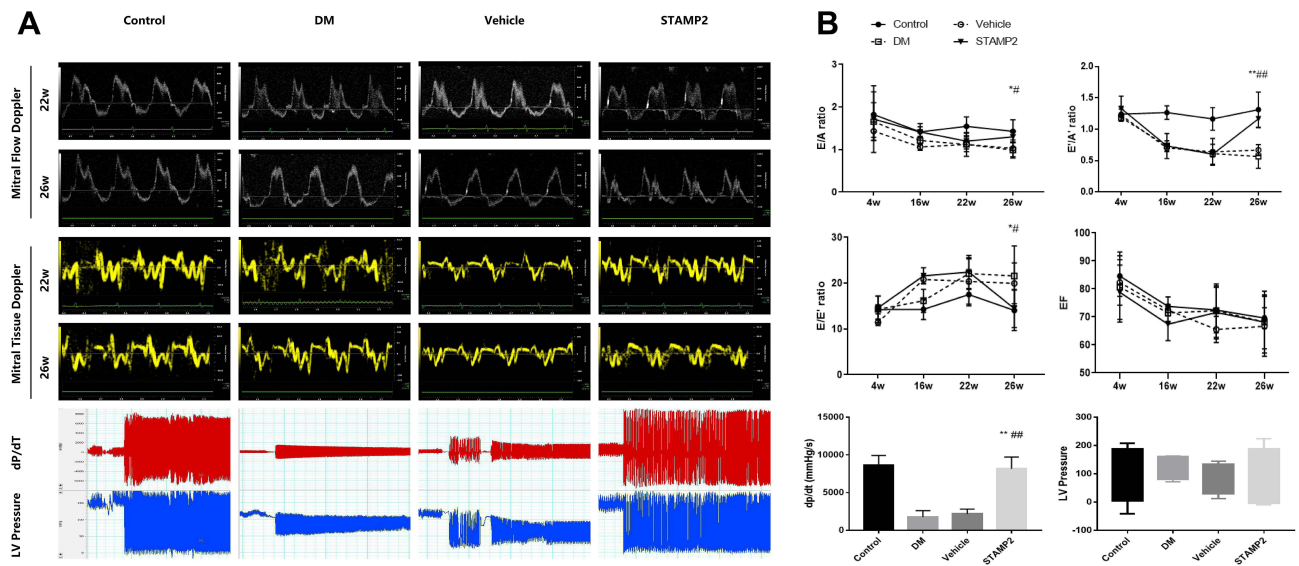 A
Control
DM
Vehicle
STAMP2
Mitral Flow Doppler
22w
26w
Mitral Tissue Doppler
22w
26w
dP/dT
LV Pressure
B
Control
DM
Vehicle
STAMP2
E/A ratio
4
3
2
1
0
*#
4w 16w 22w 26w
E'/A' ratio
2.0
1.5
1.0
0.5
0.0
**##
4w 16w 22w 26w
E/E' ratio
30
20
10
0
*#
4w 16w 22w 26w
EF
100
90
80
70
60
50
4w 16w 22w 26w
dp/dt (mmHg/s)
15000
10000
5000
0
** ##
Control DM Vehicle STAMP2
LV Pressure
300
200
100
0
-100
Control DM Vehicle STAMP2